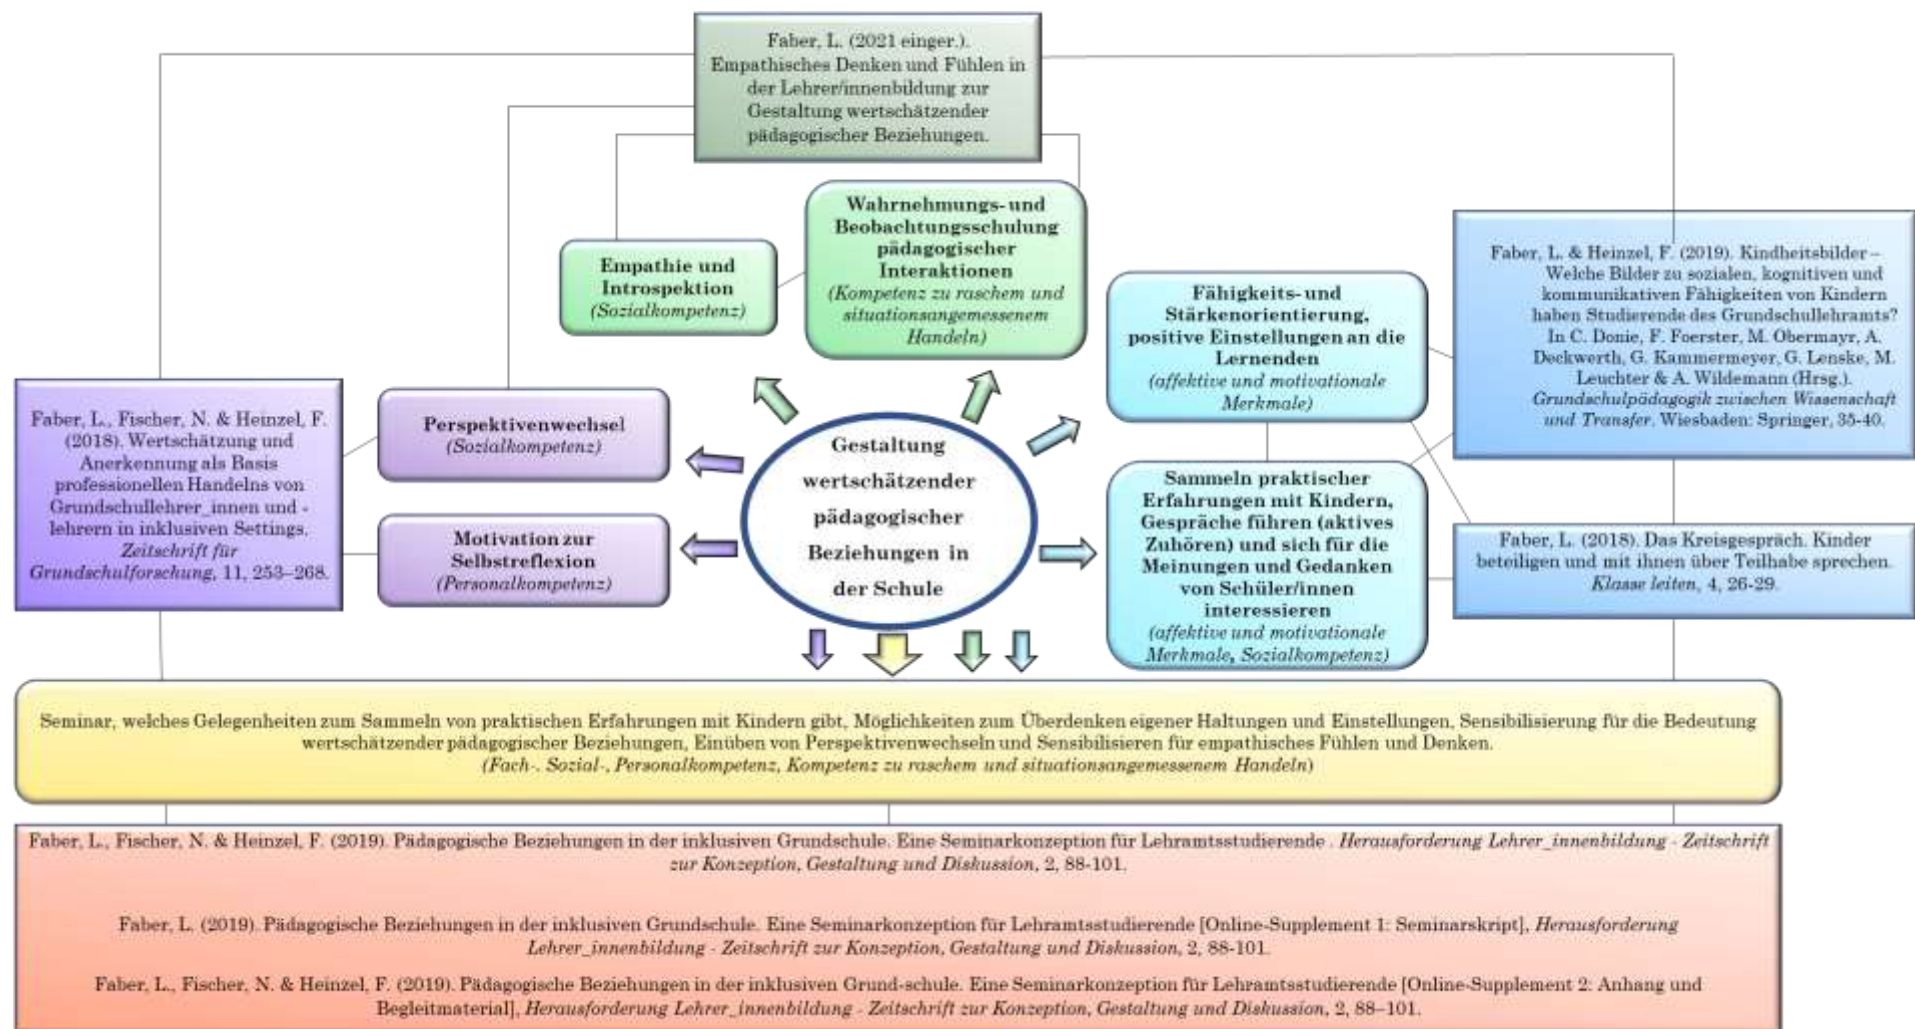 Faber, L. (2021 einger.).
Empathisches Denken und Fühlen in
der Lehrer/innenbildung zur
Gestaltung wertschätzender
pädagogischer Beziehungen.
Wahrnehmungs- und
Beobachtungsschulung
pädagogischer
Interaktionen
(Kompetenz zu raschem und
situationsangemessenem
Handeln)
Empathie und
Introspektion
(Sozialkompetenz)
Fähigkeits- und
Stärkenorientierung,
positive Einstellungen an die
Lernenden
(affektive und motivationale
Merkmale)
Faber, L. & Heinzel, F. (2019). Kindheitsbilder –
Welche Bilder zu sozialen, kognitiven und
kommunikativen Fähigkeiten von Kindern
haben Studierende des Grundschullehramts?
In C. Donie, F. Foerster, M. Obermayr, A.
Deckwerth, G. Kammermeyer, G. Lenske, M.
Leuchter & A. Wildemann (Hrsg.).
Grundschulpädagogik zwischen Wissenschaft
und Transfer. Wiesbaden: Springer, 35-40.
Faber, L., Fischer, N. & Heinzel, F.
(2018). Wertschätzung und
Anerkennung als Basis
professionellen Handelns von
Grundschullehrer_innen und -
lehrern in inklusiven Settings.
Zeitschrift für
Grundschulforschung, 11, 253–268.
Perspektivenwechsel
(Sozialkompetenz)
Motivation zur
Selbstreflexion
(Personalkompetenz)
Gestaltung
wertschätzender
pädagogischer
Beziehungen in
der Schule
Sammeln praktischer
Erfahrungen mit Kindern,
Gespräche führen (aktives
Zuhören) und sich für die
Meinungen und Gedanken
von Schüler/innen
interessieren
(affektive und motivationale
Merkmale, Sozialkompetenz)
Faber, L. (2018). Das Kreisgespräch. Kinder
beteiligen und mit ihnen über Teilhabe sprechen.
Klasse leiten, 4, 26-29.
Seminar, welches Gelegenheiten zum Sammeln von praktischen Erfahrungen mit Kindern gibt, Möglichkeiten zum Überdenken eigener Haltungen und Einstellungen, Sensibilisierung für die Bedeutung
wertschätzender pädagogischer Beziehungen, Einüben von Perspektivenwechseln und Sensibilisieren für empathisches Fühlen und Denken.
(Fach-. Sozial-, Personalkompetenz, Kompetenz zu raschem und situationsangemessenem Handeln)
Faber, L., Fischer, N. & Heinzel, F. (2019). Pädagogische Beziehungen in der inklusiven Grundschule. Eine Seminarkonzeption für Lehramtsstudierende . Herausforderung Lehrer_innenbildung - Zeitschrift
zur Konzeption, Gestaltung und Diskussion, 2, 88-101.
Faber, L. (2019). Pädagogische Beziehungen in der inklusiven Grundschule. Eine Seminarkonzeption für Lehramtsstudierende [Online-Supplement 1: Seminarskript], Herausforderung
Lehrer_innenbildung - Zeitschrift zur Konzeption, Gestaltung und Diskussion, 2, 88-101.
Faber, L., Fischer, N. & Heinzel, F. (2019). Pädagogische Beziehungen in der inklusiven Grund-schule. Eine Seminarkonzeption für Lehramtsstudierende [Online-Supplement 2: Anhang und
Begleitmaterial], Herausforderung Lehrer_innenbildung - Zeitschrift zur Konzeption, Gestaltung und Diskussion, 2, 88–101.